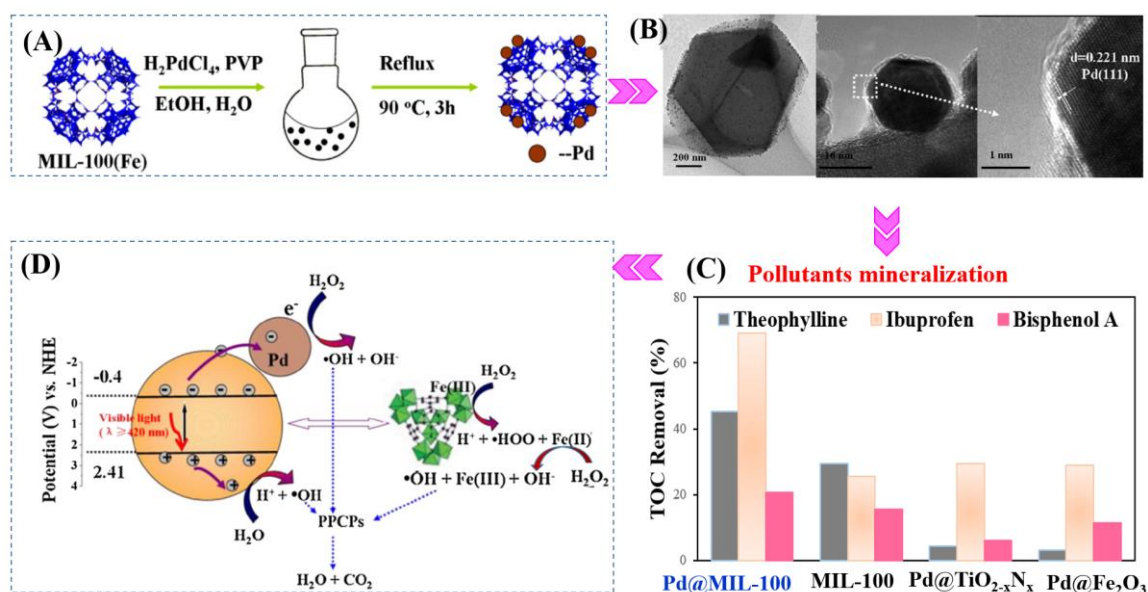 (A)
H₂PdCl₄, PVP
EtOH, H₂O
MIL-100(Fe)
Reflux
90 °C, 3h
--Pd
(B)
200 nm
10 nm
d=0.221 nm
Pd(111)
1 nm
(C)
Pollutants mineralization
TOC Removal (%)
80
60
40
20
0
Theophylline
Ibuprofen
Bisphenol A
Pd@MIL-100
MIL-100
Pd@TiO₂₋ₓNₓ
Pd@Fe₂O₃
(D)
Potential (V) vs. NHE
-2
-1
0
1
2
3
4
-0.4
2.41
Visible light
(λ ≥420 nm)
e⁻
Pd
H₂O₂
•OH + OH⁻
Fe(III)
H₂O₂
H⁺ + •HOO + Fe(II)
•OH + Fe(III) + OH⁻
H₂O₂
H⁺ + •OH
H₂O
PPCPs
H₂O + CO₂